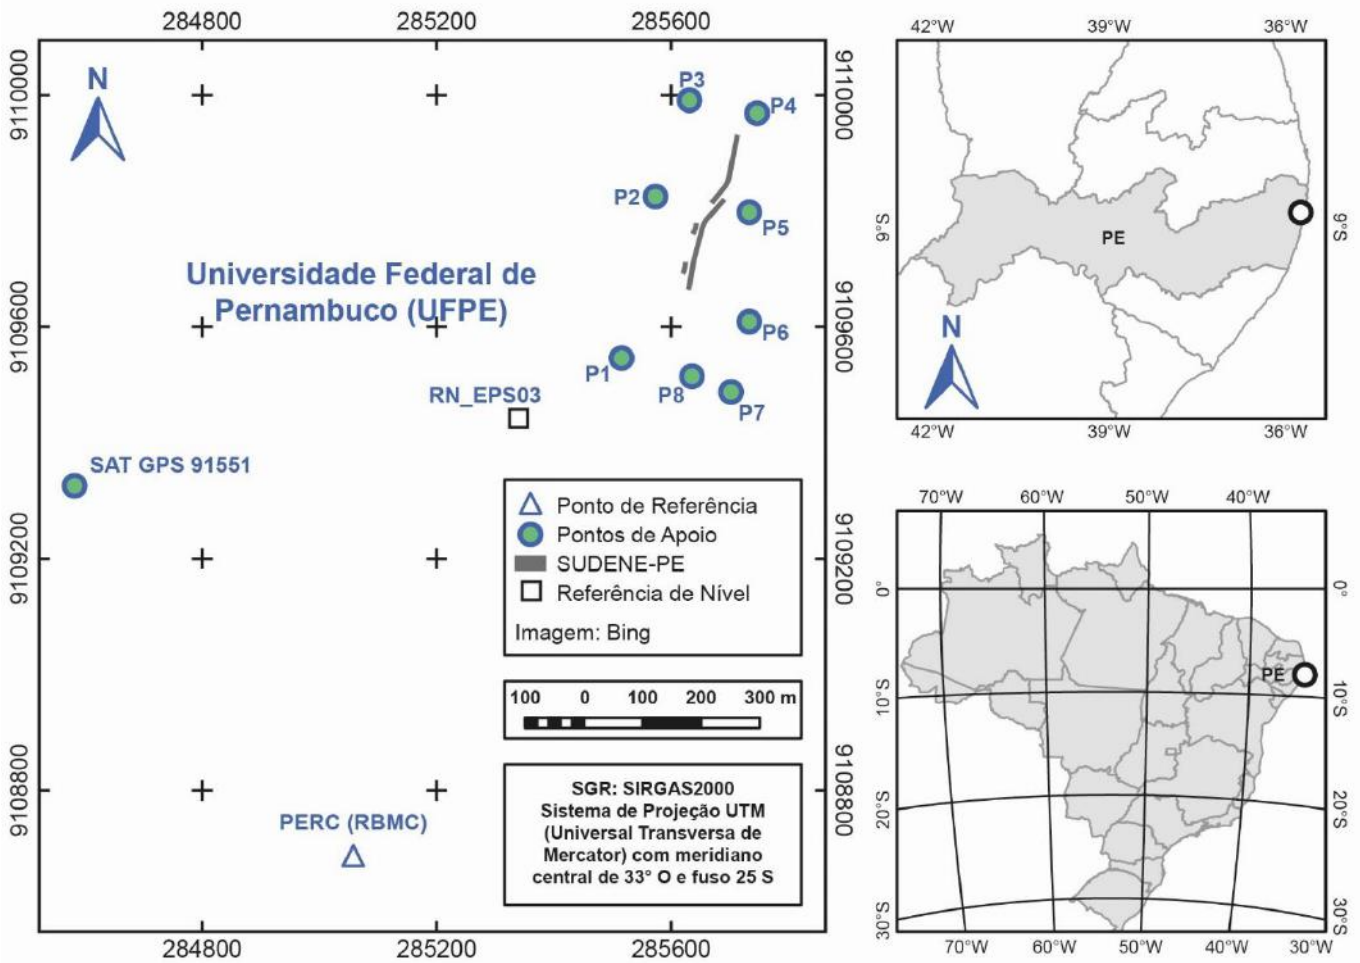 284800 285200 285600
9110000
9110000
9109600
9109600
9109200
9109200
9108800
9108800
N
P3
P4
P2
P5
Universidade Federal de
Pernambuco (UFPE)
P6
P1
P8
P7
RN_EPS03
SAT GPS 91551
Ponto de Referência
Pontos de Apoio
SUDENE-PE
Referência de Nível
Imagem: Bing
100 0 100 200 300 m
SGR: SIRGAS2000
Sistema de Projeção UTM
(Universal Transversa de
Mercator) com meridiano
central de 33° O e fuso 25 S
PERC (RBMC)
284800 285200 285600
42°W 39°W 36°W
9°S
9°S
PE
N
42°W 39°W 36°W
70°W 60°W 50°W 40°W
0°
0°
PE
10°S
10°S
20°S
20°S
30°S
30°S
70°W 60°W 50°W 40°W 30°W